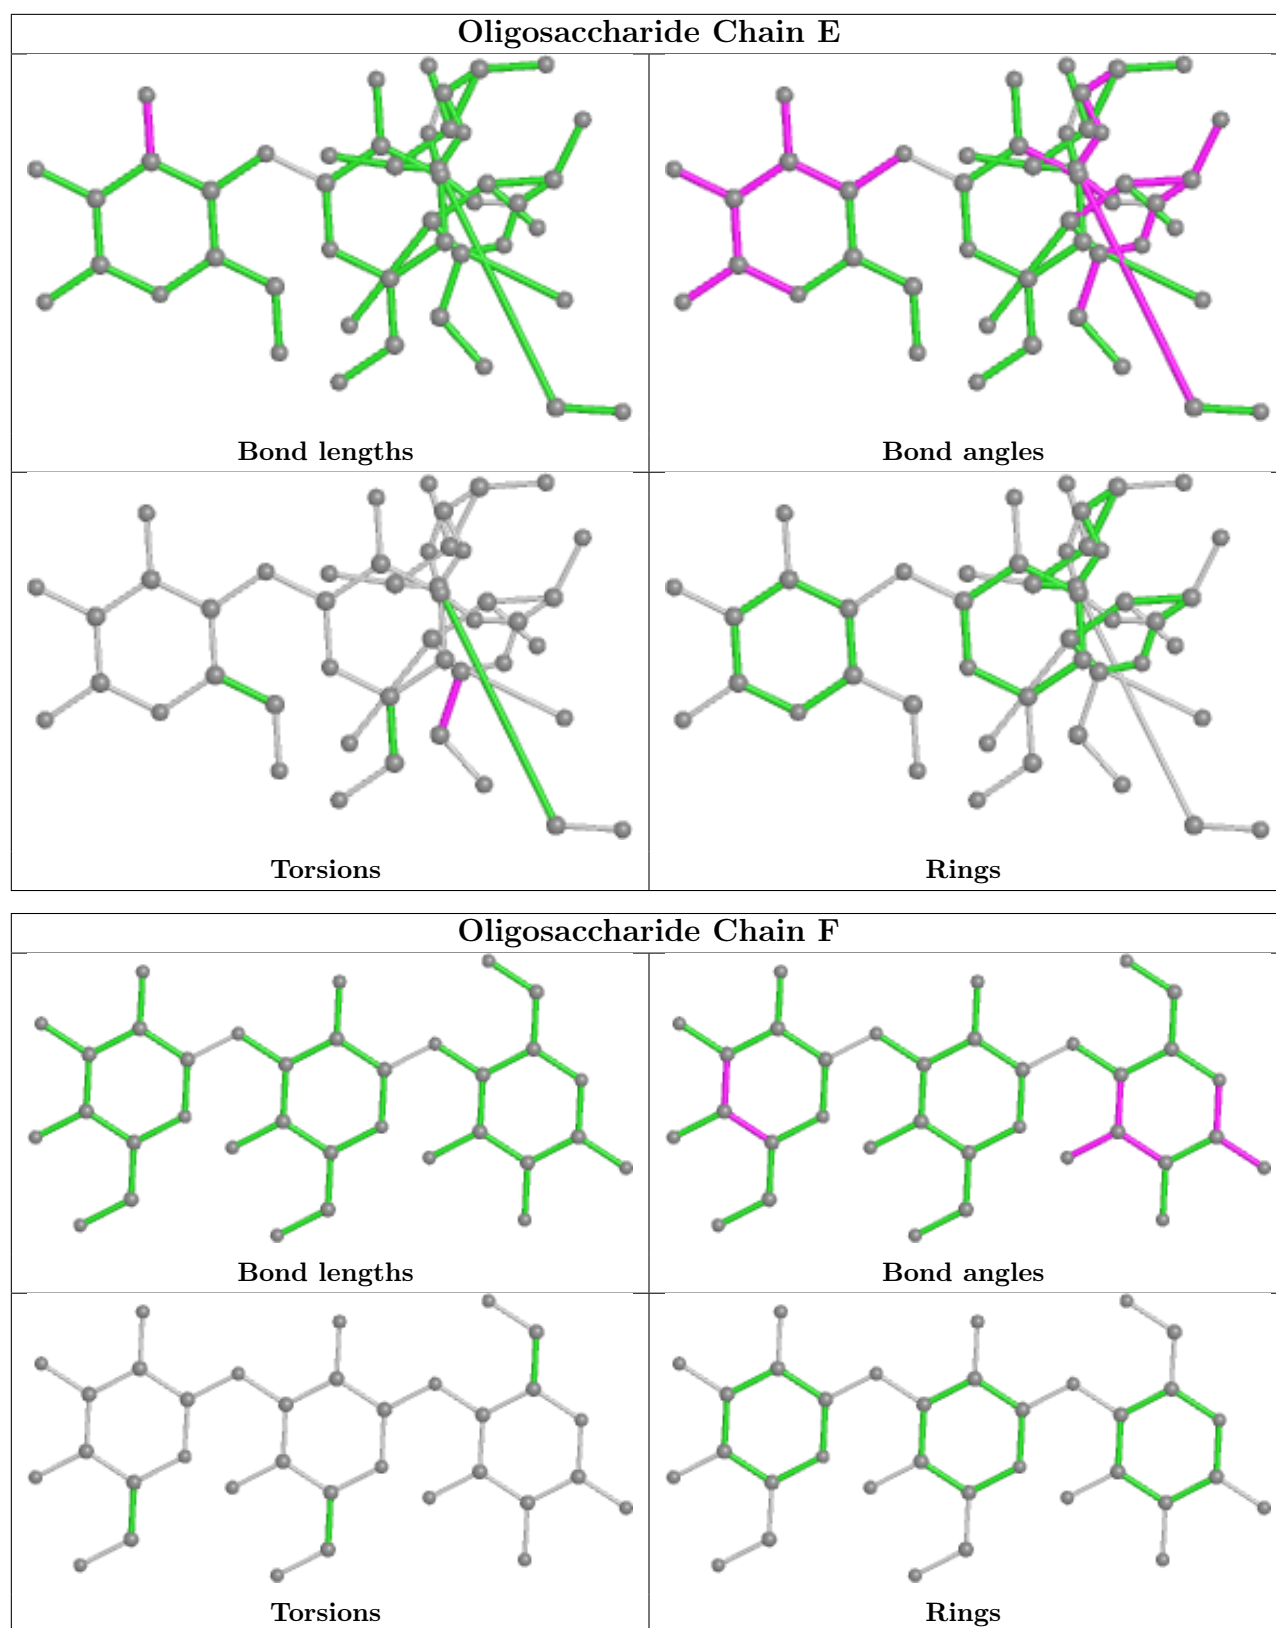 Oligosaccharide Chain E
Bond lengths
Bond angles
Torsions
Rings
Oligosaccharide Chain F
Bond lengths
Bond angles
Torsions
Rings